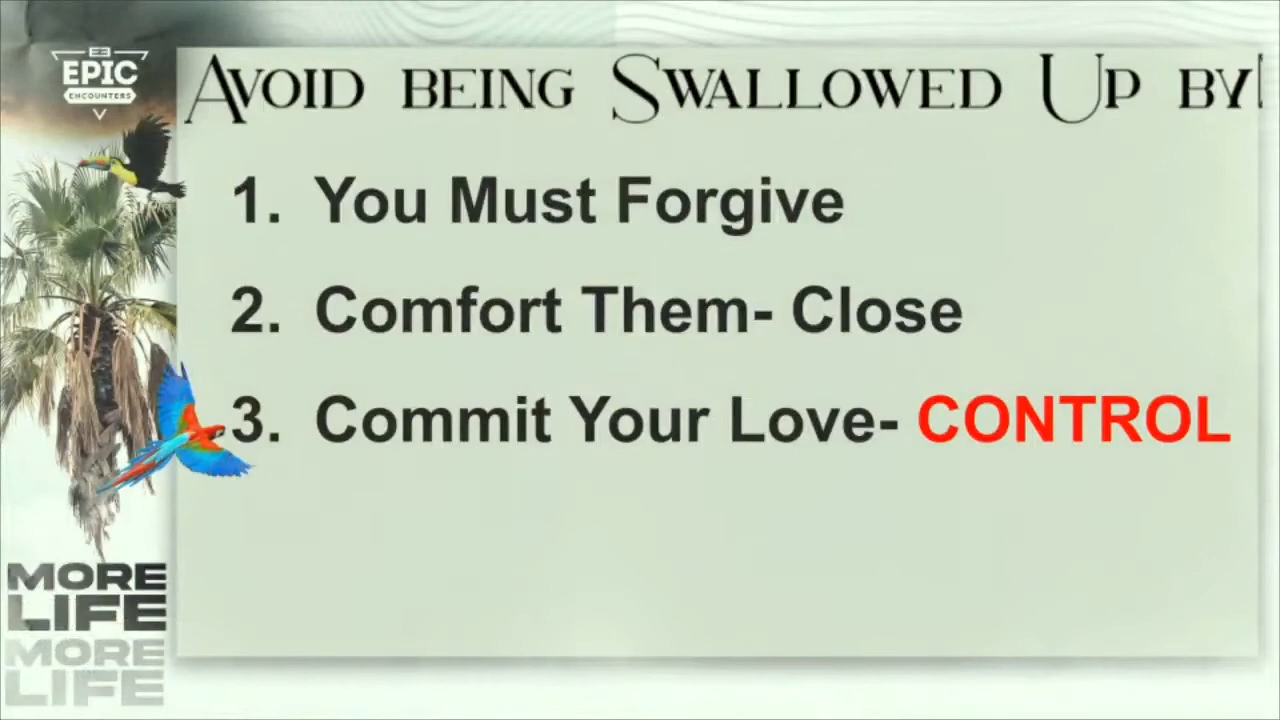 EPIC
ENCOUNTERS
Avoid being Swallowed Up by
1. You Must Forgive
2. Comfort Them- Close
3. Commit Your Love- CONTROL
MORE
LIFE
MORE
LIFE